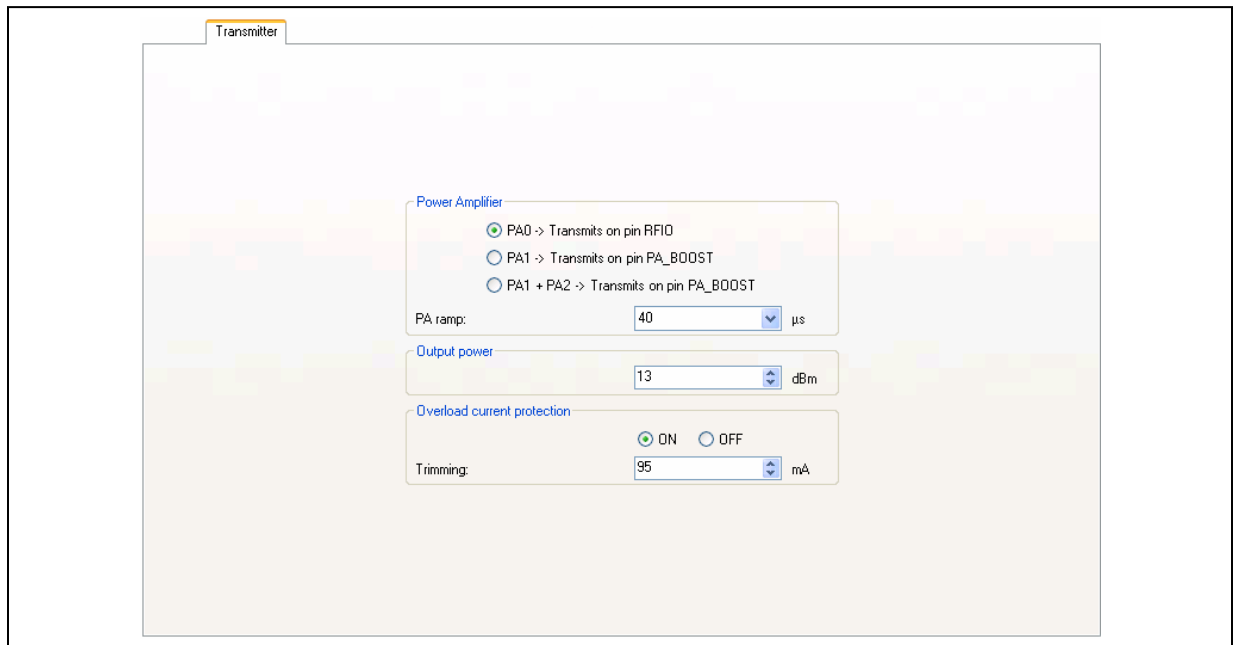 Transmitter
Power Amplifier
PA0 -> Transmits on pin RFIO
PA1 -> Transmits on pin PA_BOOST
PA1 + PA2 -> Transmits on pin PA_BOOST
PA ramp: 40 µs
Output power
13 dBm
Overload current protection
ON OFF
Trimming: 95 mA